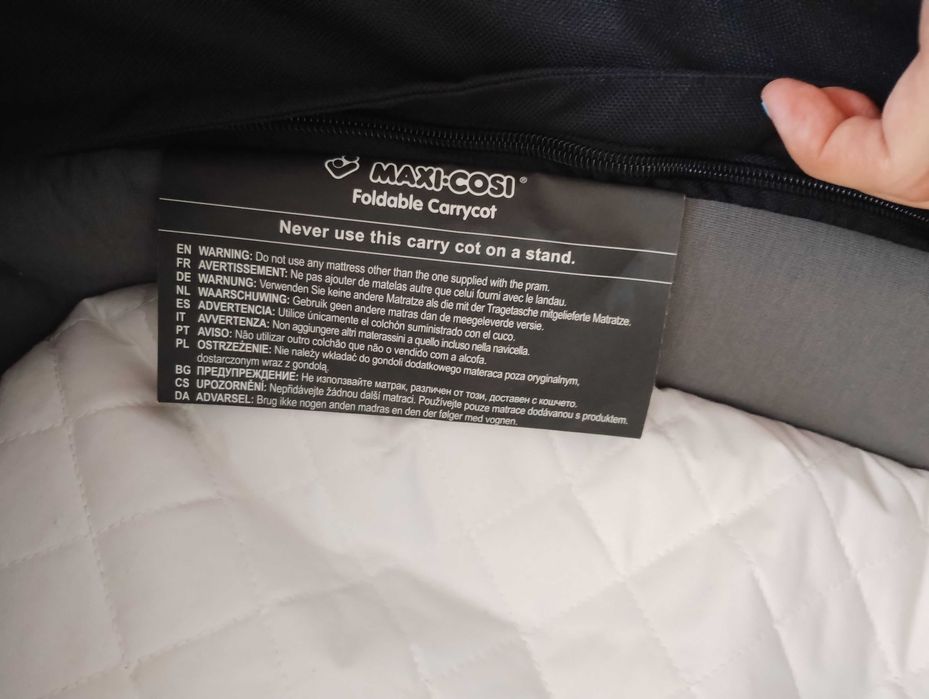 MAXI-COSI®
Foldable Carrycot
Never use this carry cot on a stand.
EN WARNING: Do not use any mattress other than the one supplied with the pram.
FR AVERTISSEMENT: Ne pas ajouter de matelas autre que celui fourni avec le landau.
DE WARNUNG: Verwenden Sie keine andere Matratze als die mit der Tragetasche mitgelieferte Matratze.
NL WAARSCHUWING: Gebruik geen andere matras dan de meegeleverde versie.
ES ADVERTENCIA: Utilice únicamente el colchón suministrado con el cuco.
IT AVVERTENZA: Non aggiungere altri materassi a quello incluso nella navicella.
PT AVISO: Não utilizar outro colchão que não o vendido com a alcofa.
PL OSTRZEŻENIE: Nie należy wkładać do gondoli dodatkowego materaca poza oryginalnym,
dostarczonym wraz z gondolą.
BG ПРЕДУПРЕЖДЕНИЕ: Не използвайте матрак, различен от този, доставен с кошчето.
CS UPOZORNĚNÍ: Nepřidávejte žádnou další matraci. Používejte pouze matrace dodávanou s produktem.
DA ADVARSEL: Brug ikke nogen anden madras en den der følger med vognen.